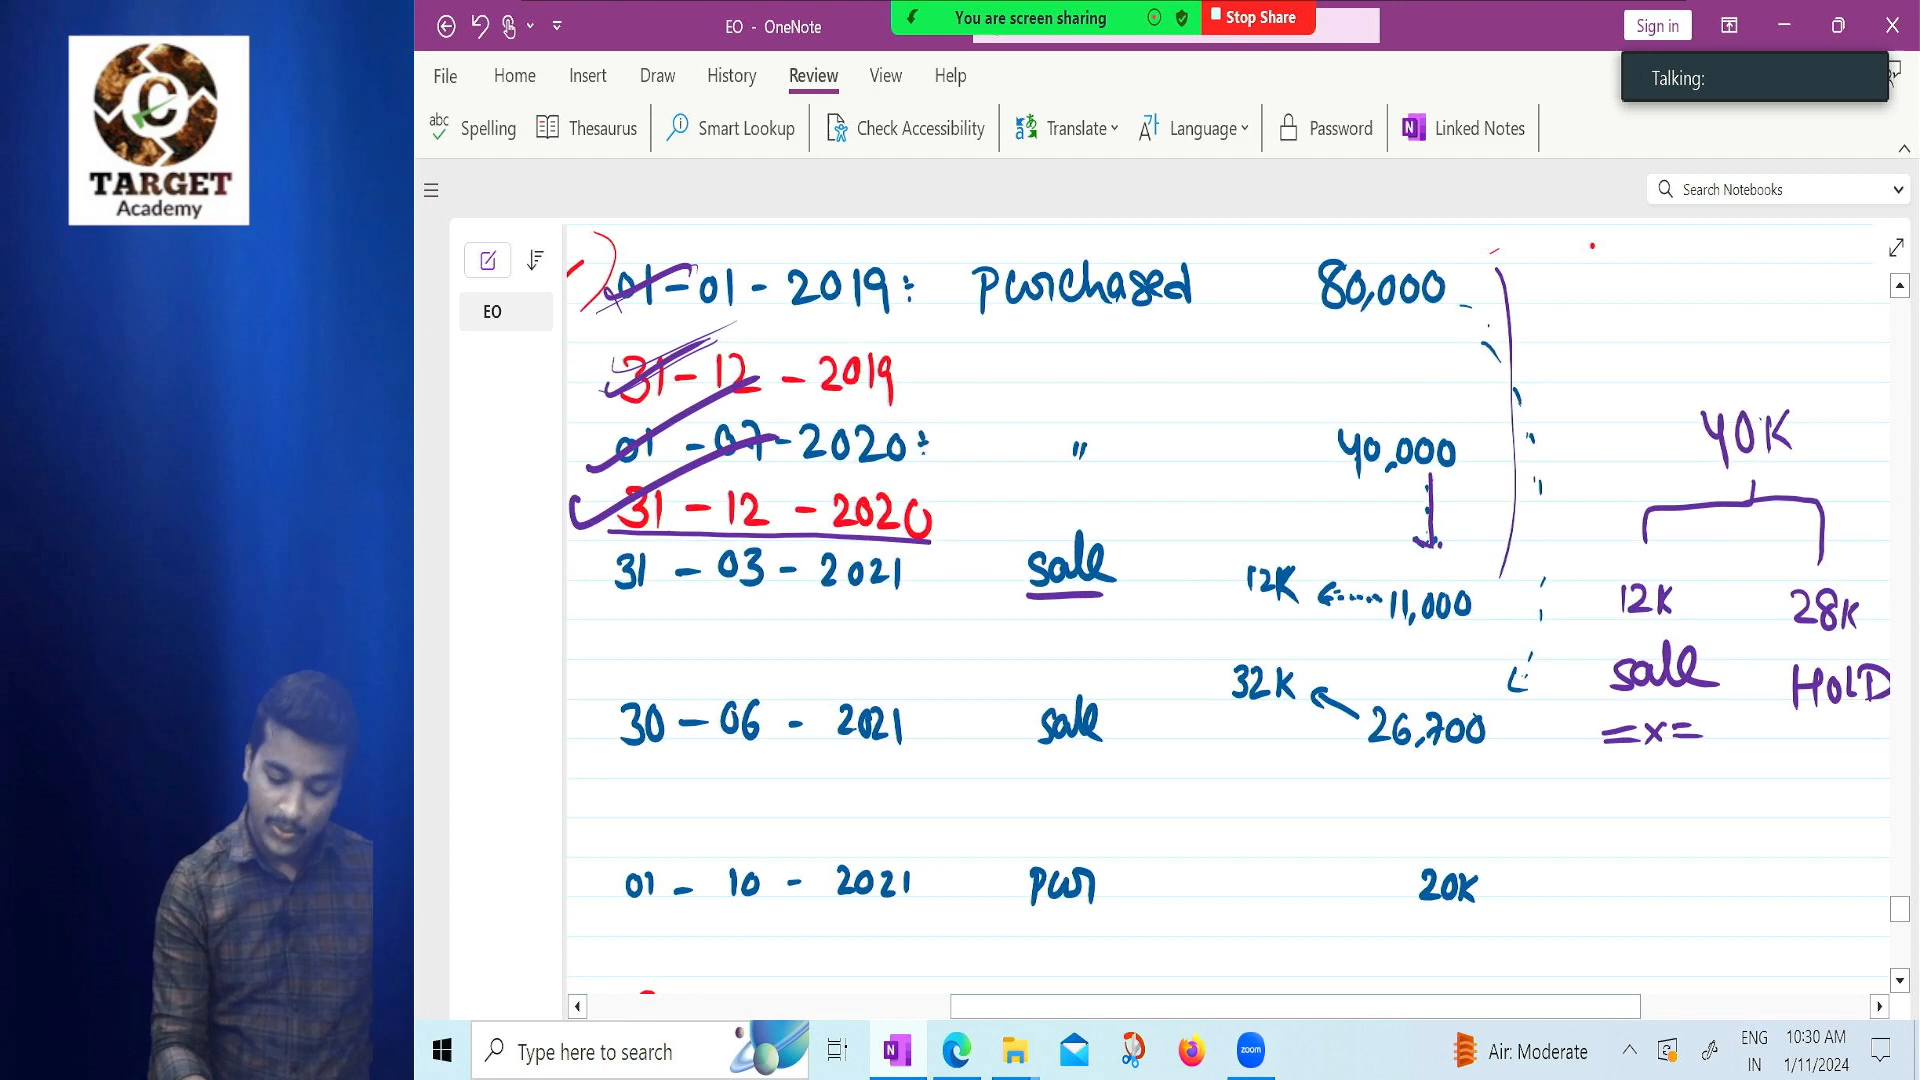 TARGET
Academy
EO - OneNote
You are screen sharing
Stop Share
Sign in
File Home Insert Draw History Review View Help
Talking:
abc Spelling Thesaurus Smart Lookup Check Accessibility Translate Language Password Linked Notes
Search Notebooks
EO
01 - 01 - 2019 : purchased 80,000
31 - 12 - 2019
01 - 07 - 2020 : " 40,000
31 - 12 - 2020
31 - 03 - 2021 sale 12K 11,000
32K
30 - 06 - 2021 sale 26,700
01 - 10 - 2021 pur 20K
40K
12K 28K
sale HOLD
=x=
Type here to search
zoom
Air: Moderate
ENG
IN
10:30 AM
1/11/2024